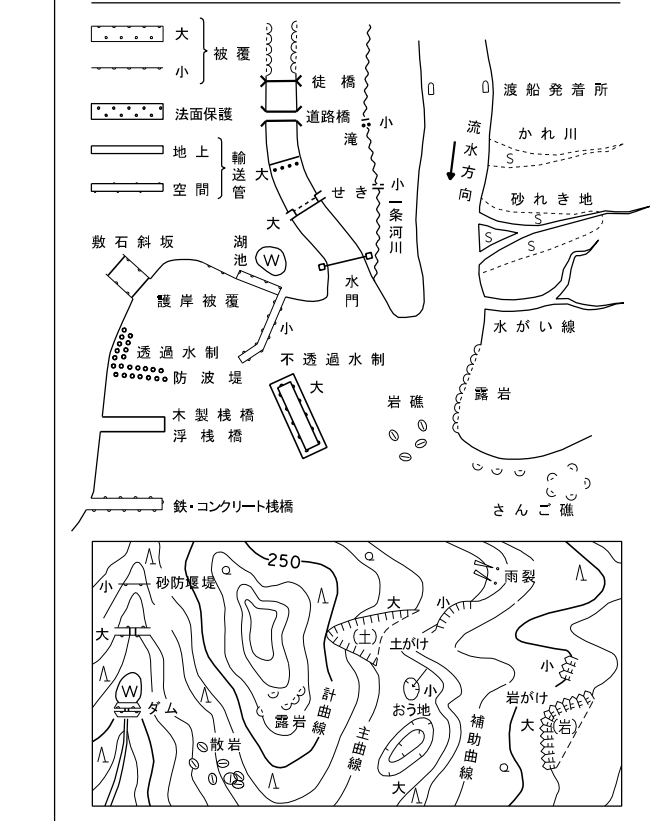 大
小
被覆
法面保護
地上
空間
輸送管
徒橋
道路橋
大
せき
大
小
滝
小
一条河川
渡船発着所
流水方向
かれ川
S
砂れき地
S
S
S
敷石斜坂
湖池
W
水門
護岸被覆
小
水がい線
透過水制
不透過水制
防波堤
大
岩礁
露岩
木製桟橋
浮桟橋
鉄・コンクリート桟橋
さんご礁
250
小
砂防堰堤
大
W
ダム
露岩
散岩
計曲線
主曲線
大
小
(土)
土がけ
小
おう地
大
補助曲線
雨裂
小
岩がけ
大
(岩)